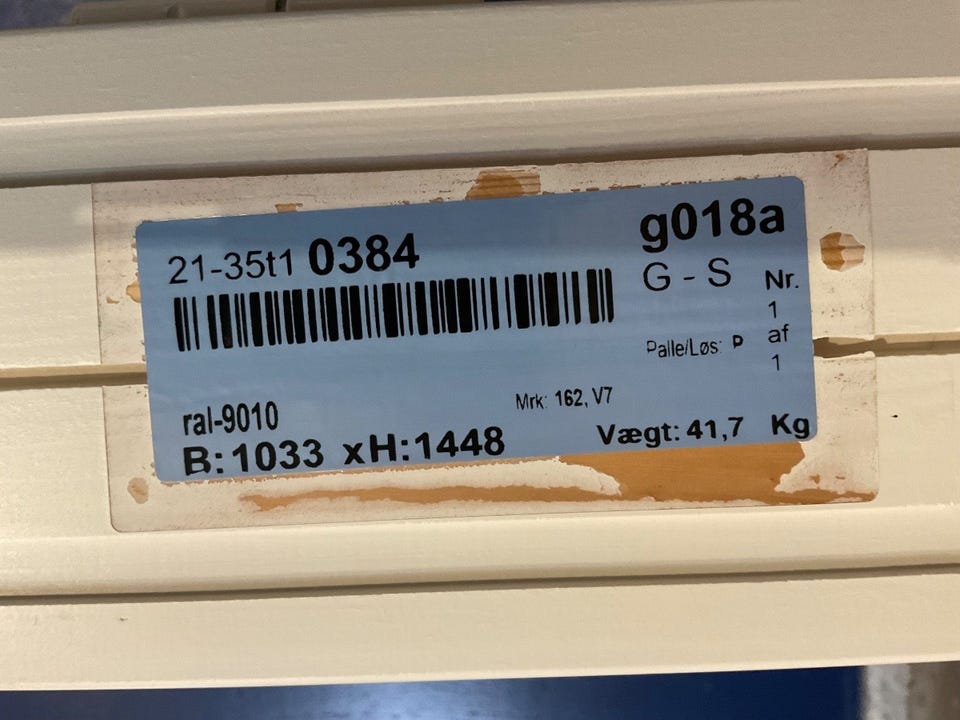 21-35t1 0384
g018a
G - S
Nr.
1
af
1
Palle/Løs: P
Mrk: 162, V7
ral-9010
B:1033 xH:1448
Vægt: 41,7 Kg